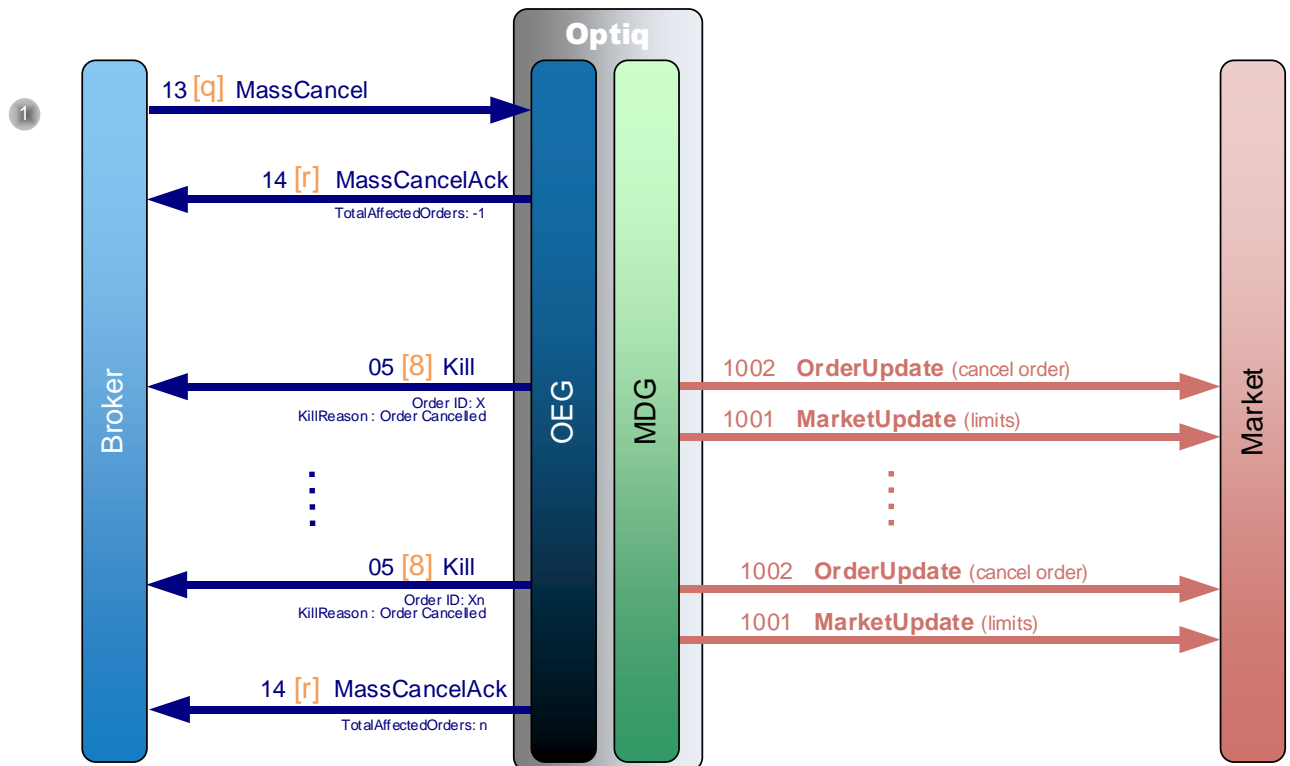 Optiq
1
13 [q] MassCancel
14 [r] MassCancelAck
TotalAffectedOrders: -1
05 [8] Kill
Order ID: X
KillReason : Order Cancelled
1002 OrderUpdate (cancel order)
1001 MarketUpdate (limits)
Broker
OEG
MDG
Market
05 [8] Kill
Order ID: Xn
KillReason : Order Cancelled
1002 OrderUpdate (cancel order)
1001 MarketUpdate (limits)
14 [r] MassCancelAck
TotalAffectedOrders: n